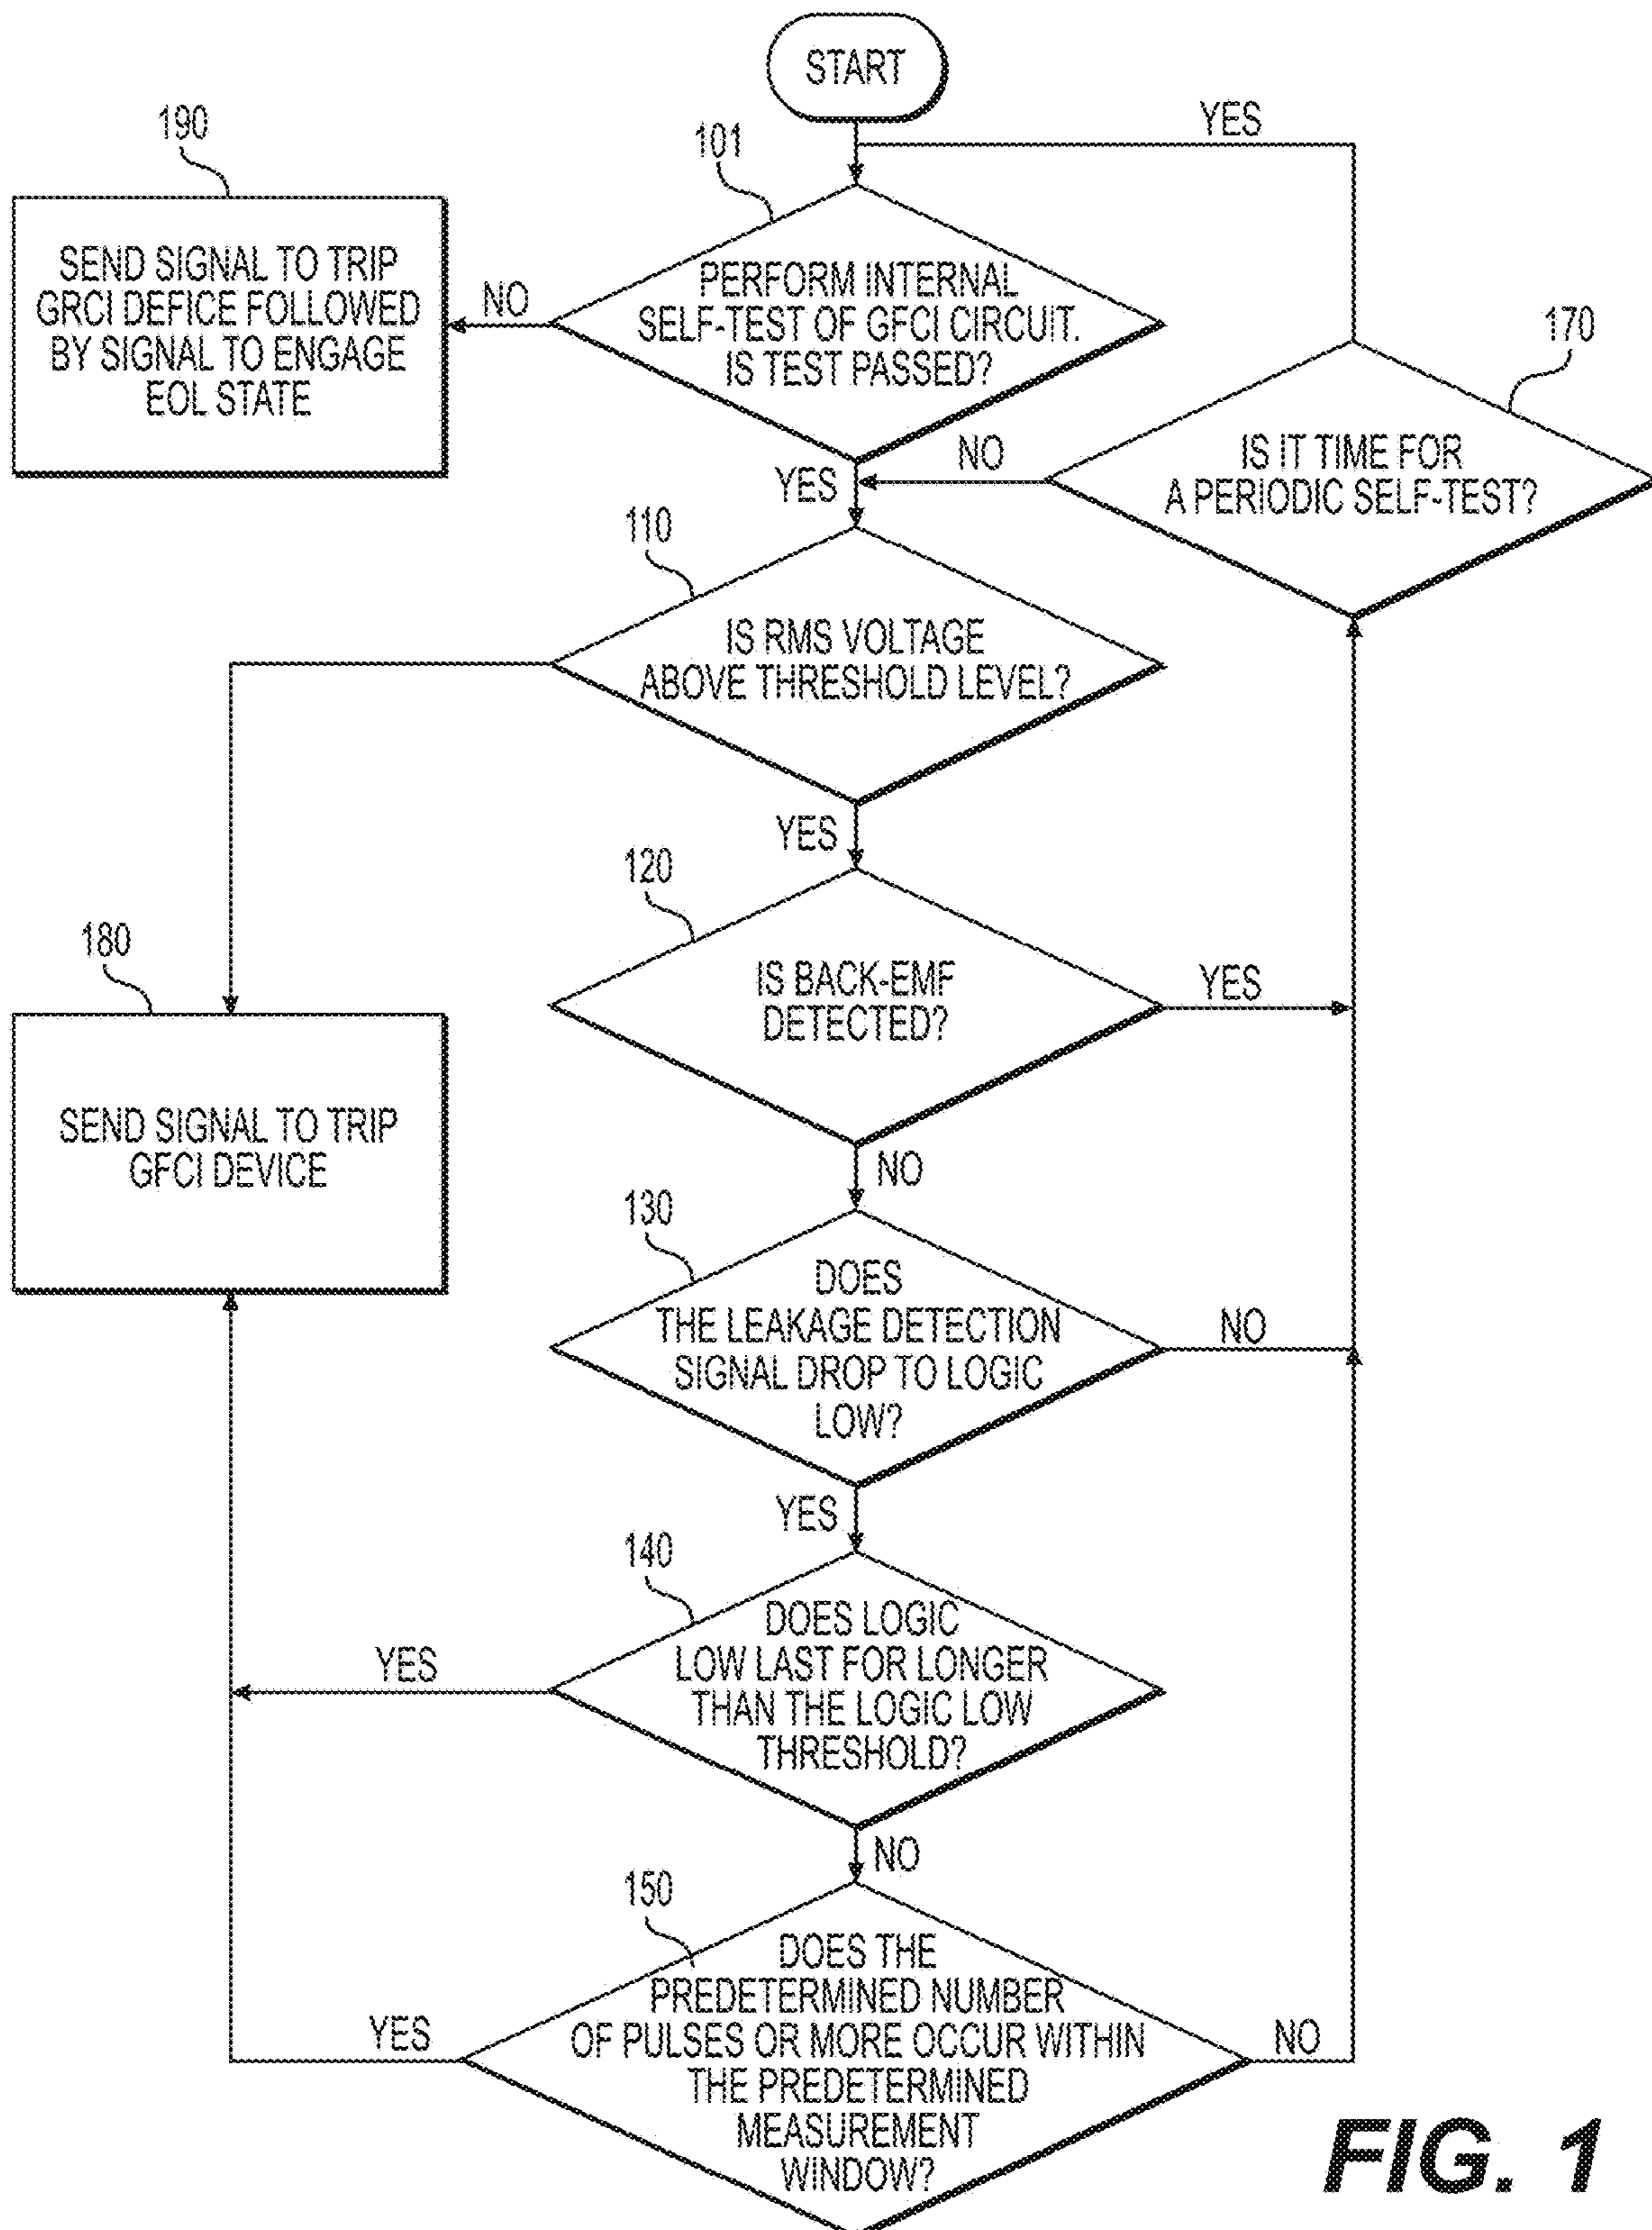 START
YES
190
101
SEND SIGNAL TO TRIP
GRCI DEFICE FOLLOWED
BY SIGNAL TO ENGAGE
EOL STATE
NO
PERFORM INTERNAL
SELF-TEST OF GFCI CIRCUIT.
IS TEST PASSED?
170
IS IT TIME FOR
A PERIODIC SELF-TEST?
NO
YES
110
IS RMS VOLTAGE
ABOVE THRESHOLD LEVEL?
YES
120
IS BACK-EMF
DETECTED?
YES
180
SEND SIGNAL TO TRIP
GFCI DEVICE
NO
130
DOES
THE LEAKAGE DETECTION
SIGNAL DROP TO LOGIC
LOW?
NO
YES
140
DOES LOGIC
LOW LAST FOR LONGER
THAN THE LOGIC LOW
THRESHOLD?
YES
NO
150
DOES THE
PREDETERMINED NUMBER
OF PULSES OR MORE OCCUR WITHIN
THE PREDETERMINED
MEASUREMENT
WINDOW?
YES
NO
FIG. 1